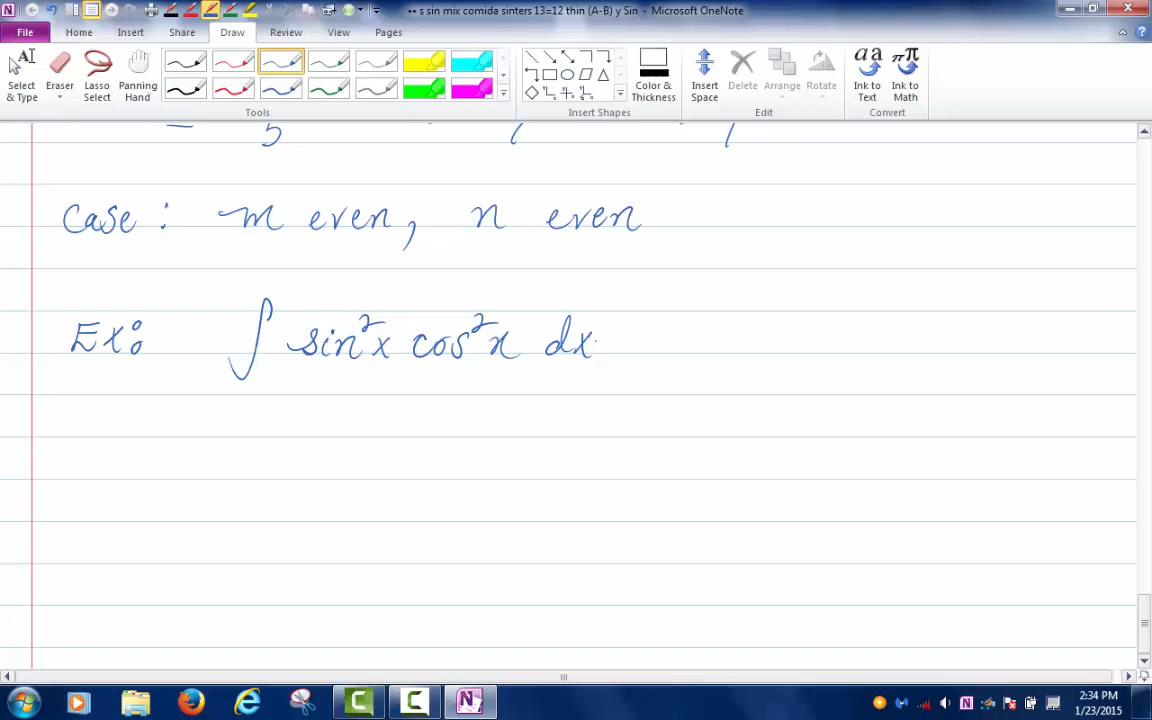 •• s sin mix comida sinters 13=12 thin (A-B) y Sin - Microsoft OneNote
File Home Insert Share Draw Review View Pages
Select & Type Eraser Lasso Select Panning Hand Color & Thickness Insert Space Delete Arrange Rotate Ink to Text Ink to Math
Tools Insert Shapes Edit Convert
Case : m even, n even
Ex: ∫ sin²x cos²x dx
2:34 PM
1/23/2015